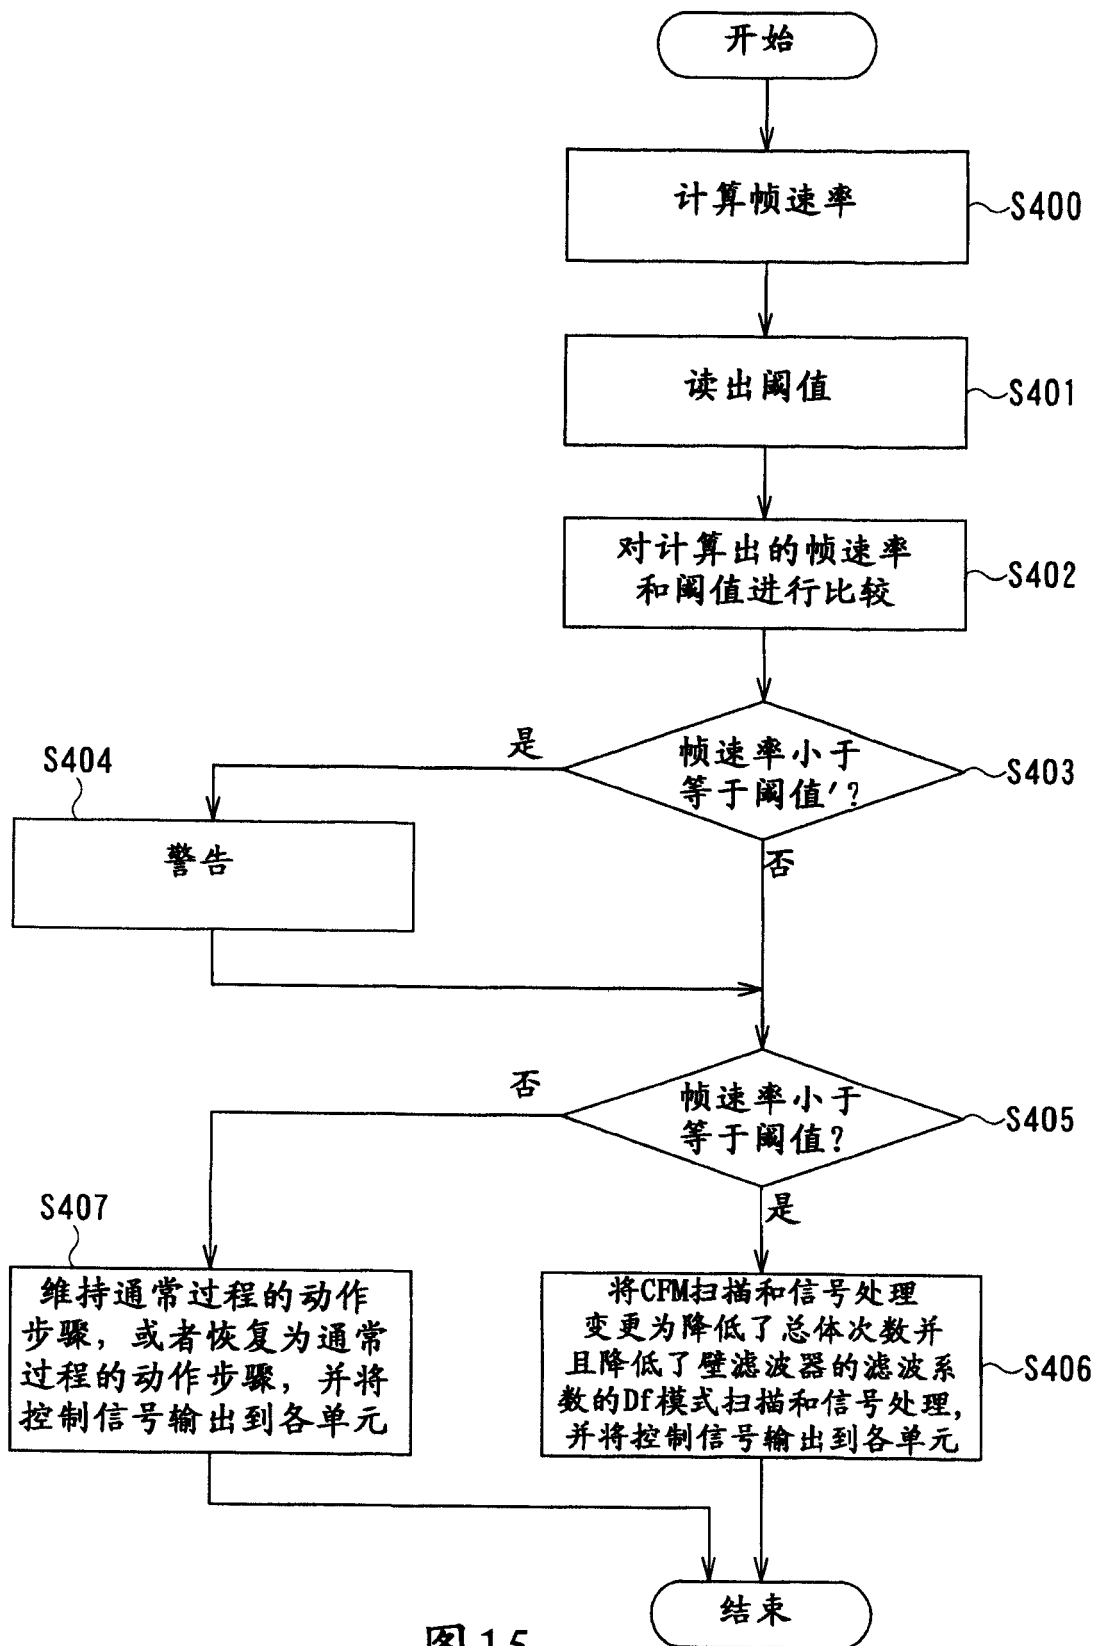 开始
计算帧速率
S400
读出阈值
S401
对计算出的帧速率
和阈值进行比较
S402
是
帧速率小于
等于阈值'?
S403
S404
警告
否
否
帧速率小于
等于阈值?
S405
S407
是
维持通常过程的动作
步骤,或者恢复为通常
过程的动作步骤,并将
控制信号输出到各单元
将CFM扫描和信号处理
变更为降低了总体次数并
且降低了壁滤波器的滤波系
数的Df模式扫描和信号处理,
并将控制信号输出到各单元
S406
结束
图15